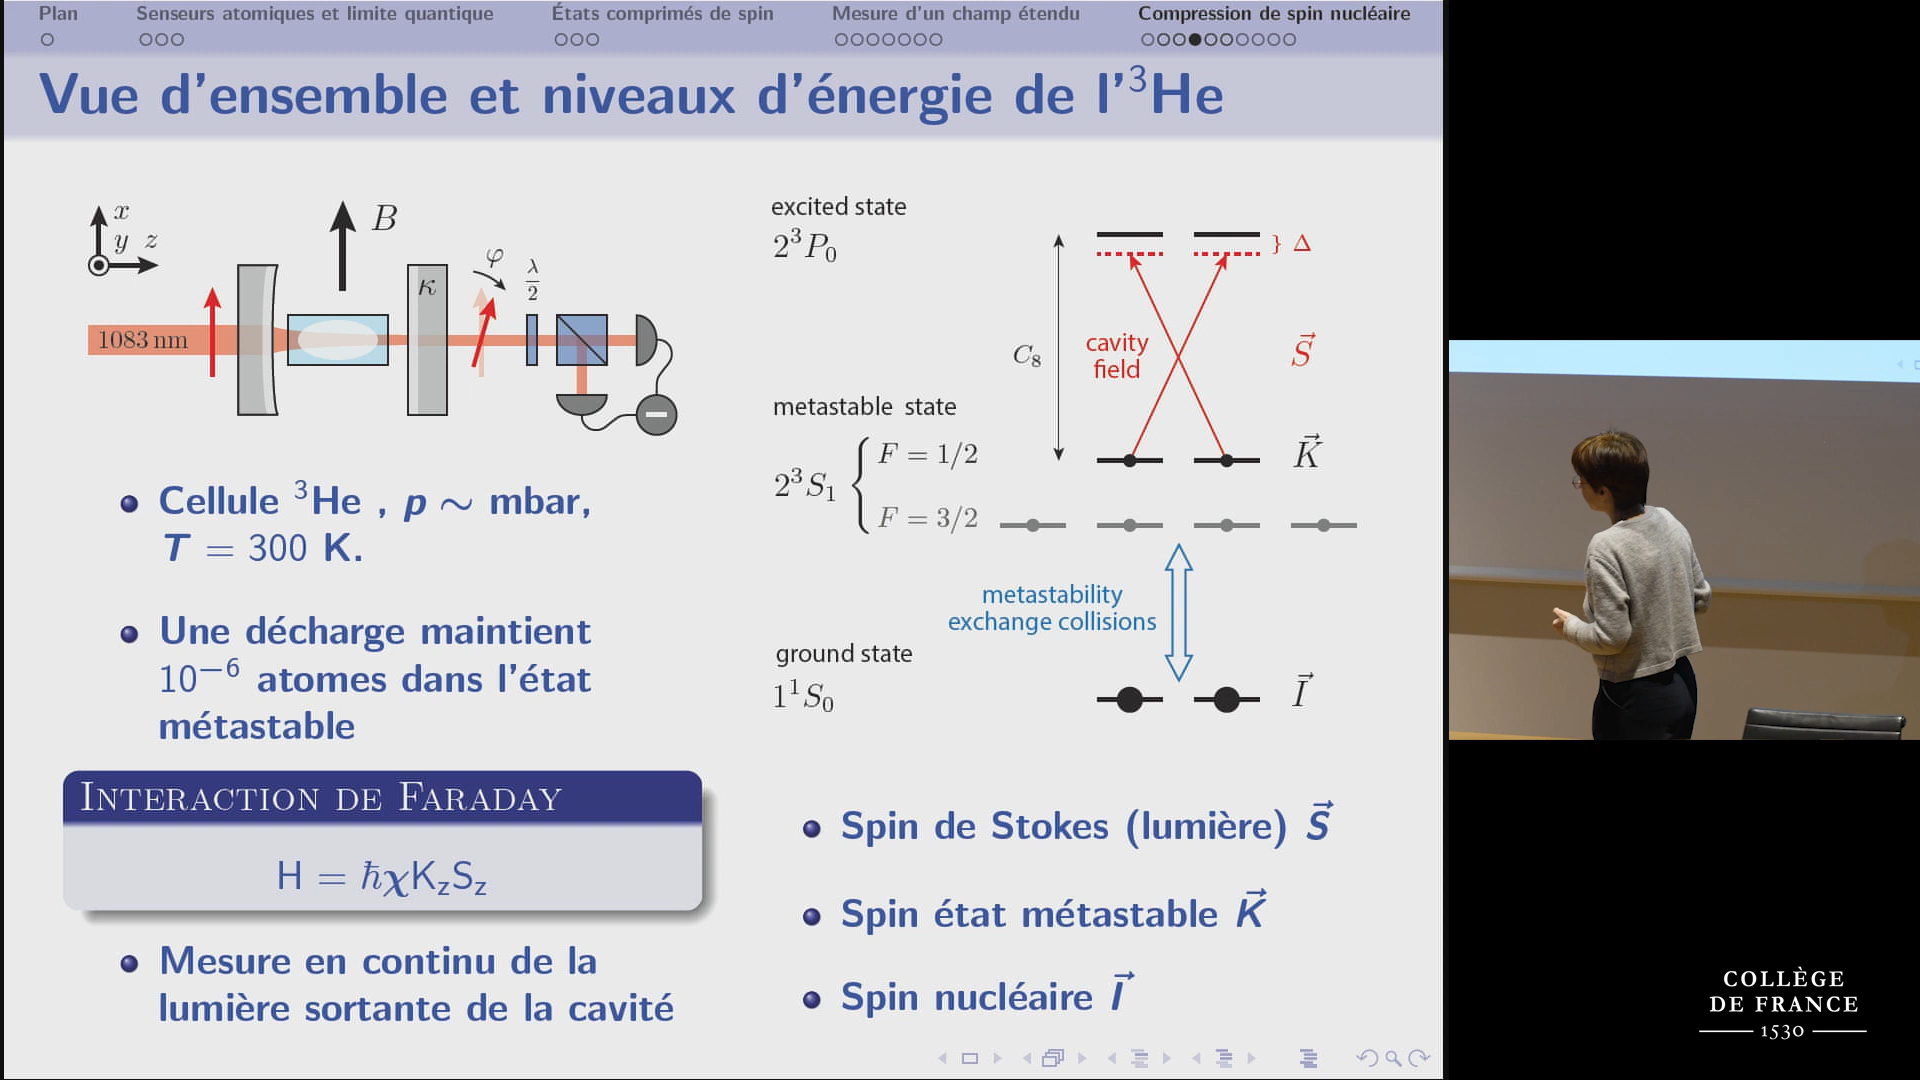 Plan
Senseurs atomiques et limite quantique
États comprimés de spin
Mesure d'un champ étendu
Compression de spin nucléaire
Vue d'ensemble et niveaux d'énergie de l'³He
x
y z
B
κ
φ
λ
2
1083 nm
Cellule ³He , p ∼ mbar,
T = 300 K.
Une décharge maintient
10⁻⁶ atomes dans l'état
métastable
INTERACTION DE FARADAY
H = ħχK_zS_z
Mesure en continu de la
lumière sortante de la cavité
excited state
2³P₀
} Δ
C₈
cavity
field
S⃗
metastable state
2³S₁
F = 1/2
K⃗
F = 3/2
metastability
exchange collisions
ground state
1¹S₀
I⃗
Spin de Stokes (lumière) S⃗
Spin état métastable K⃗
Spin nucléaire I⃗
COLLÈGE
DE FRANCE
1530